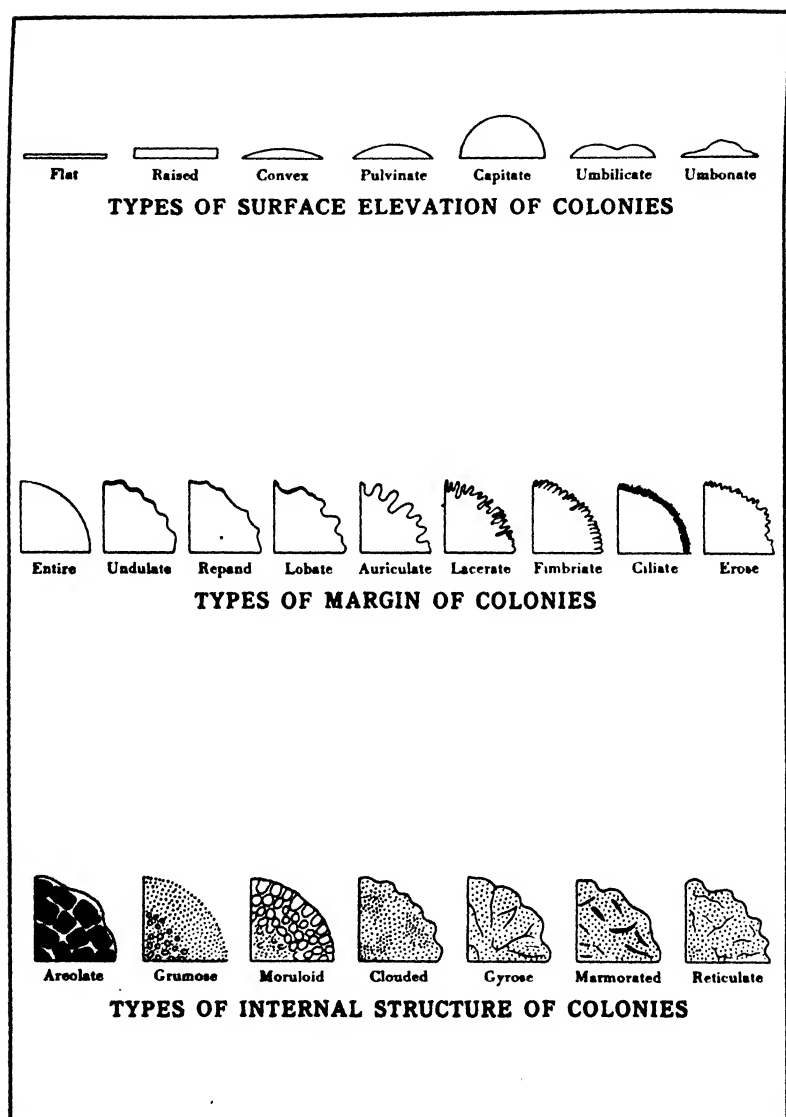 Flat Raised Convex Pulvinate Capitate Umbilicate Umbonate
TYPES OF SURFACE ELEVATION OF COLONIES
Entire Undulate Repand Lobate Auriculate Lacerate Fimbriate Ciliate Erose
TYPES OF MARGIN OF COLONIES
Areolate Grumose Moruloid Clouded Gyrose Marmorated Reticulate
TYPES OF INTERNAL STRUCTURE OF COLONIES